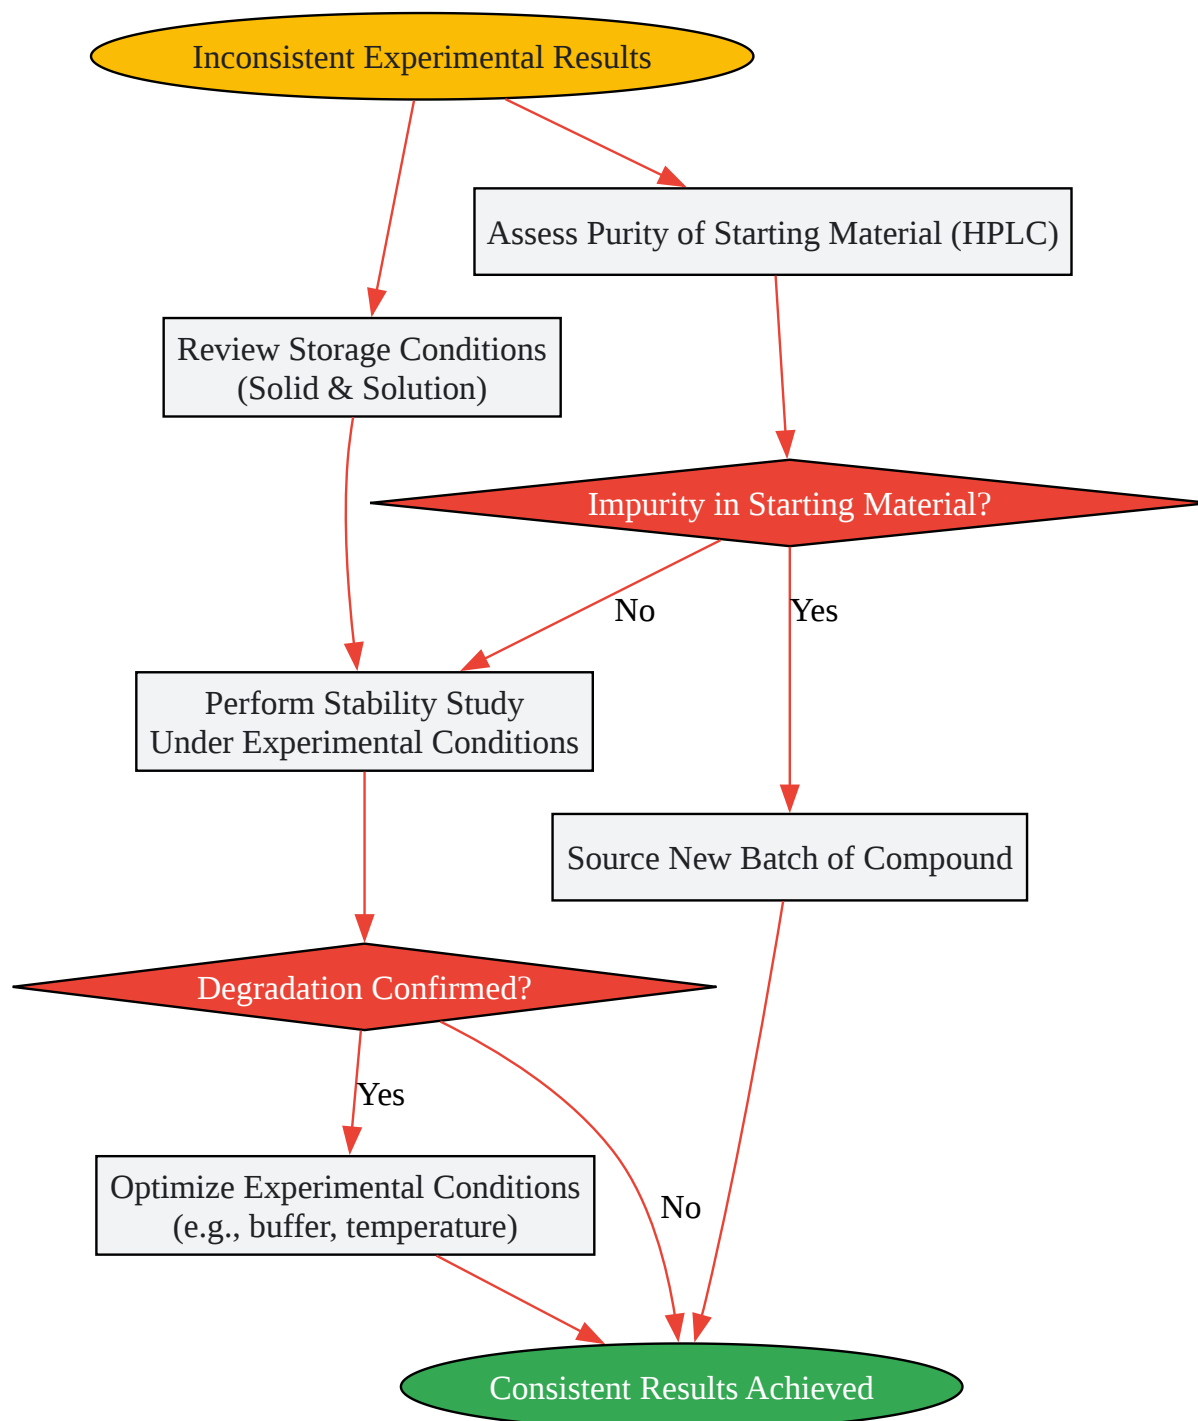 Inconsistent Experimental Results
Assess Purity of Starting Material (HPLC)
Review Storage Conditions
(Solid & Solution)
Impurity in Starting Material?
No
Yes
Perform Stability Study
Under Experimental Conditions
Source New Batch of Compound
Degradation Confirmed?
Yes
Optimize Experimental Conditions
(e.g., buffer, temperature)
No
Consistent Results Achieved